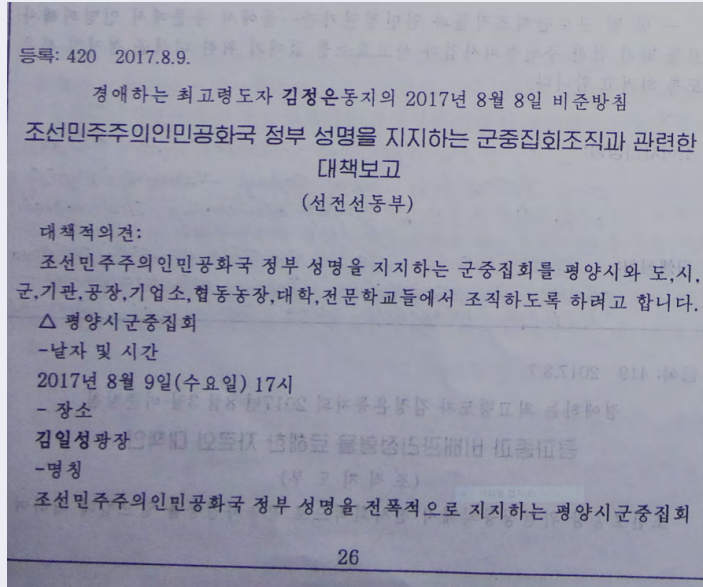 등록: 420 2017.8.9.
경애하는 최고령도자 김정은동지의 2017년 8월 8일 비준방침
조선민주주의인민공화국 정부 성명을 지지하는 군중집회조직과 관련한
대책보고
(선전선동부)
대책적의견:
조선민주주의인민공화국 정부 성명을 지지하는 군중집회를 평양시와 도,시,
군,기관,공장,기업소,협동농장,대학,전문학교들에서 조직하도록 하려고 합니다.
△ 평양시군중집회
-날자 및 시간
2017년 8월 9일(수요일) 17시
- 장소
김일성광장
-명칭
조선민주주의인민공화국 정부 성명을 전폭적으로 지지하는 평양시군중집회
26